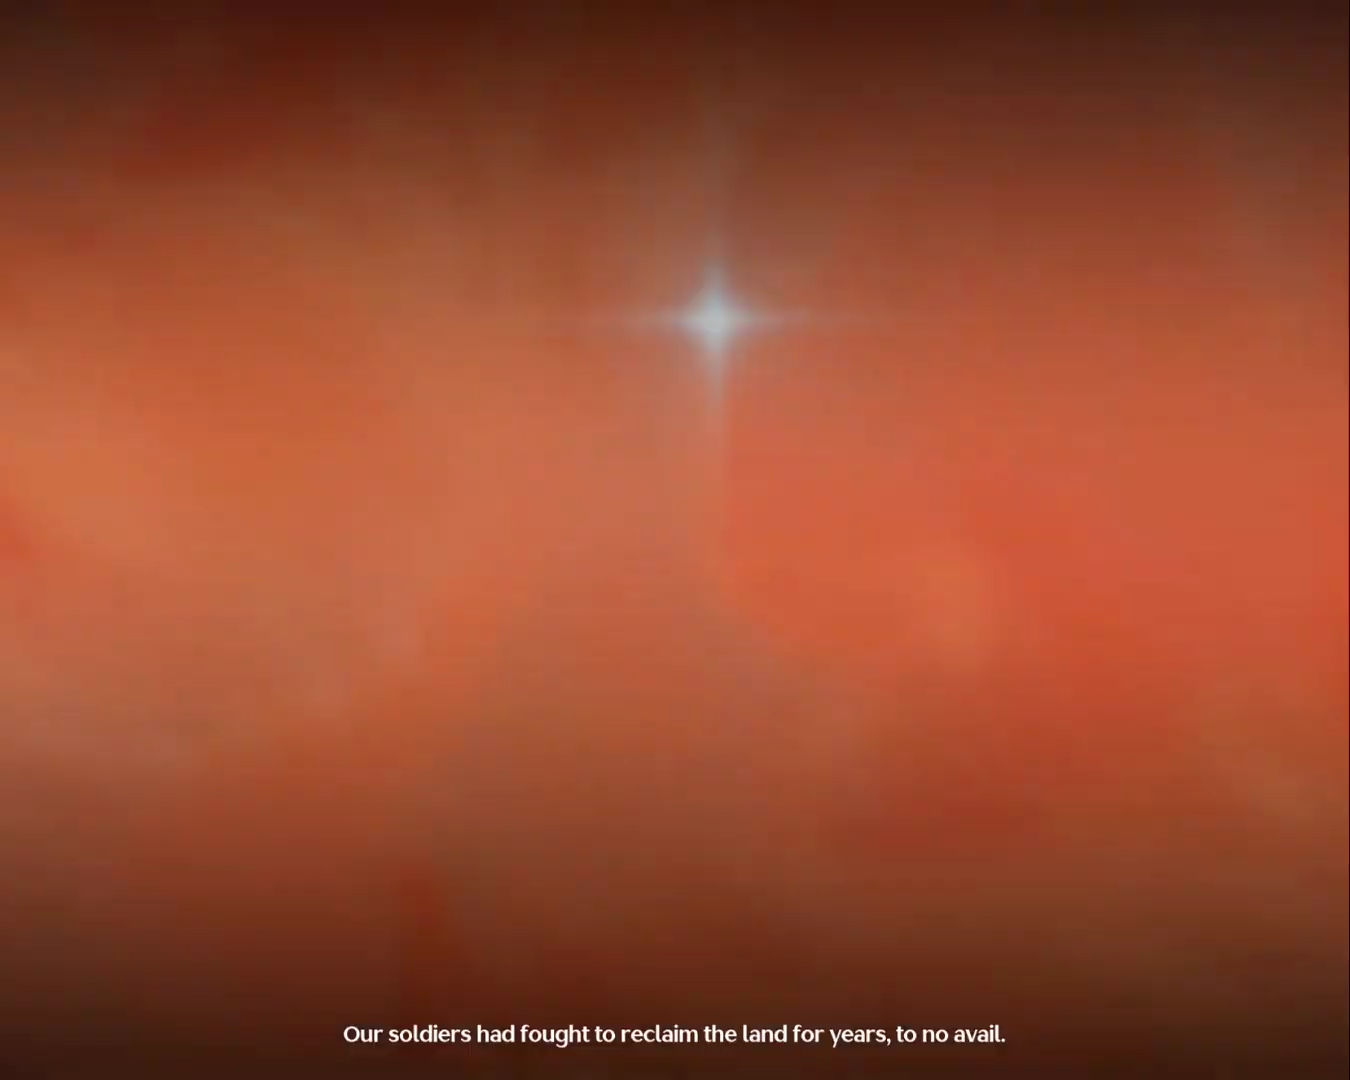 Our soldiers had fought to reclaim the land for years, to no avail.